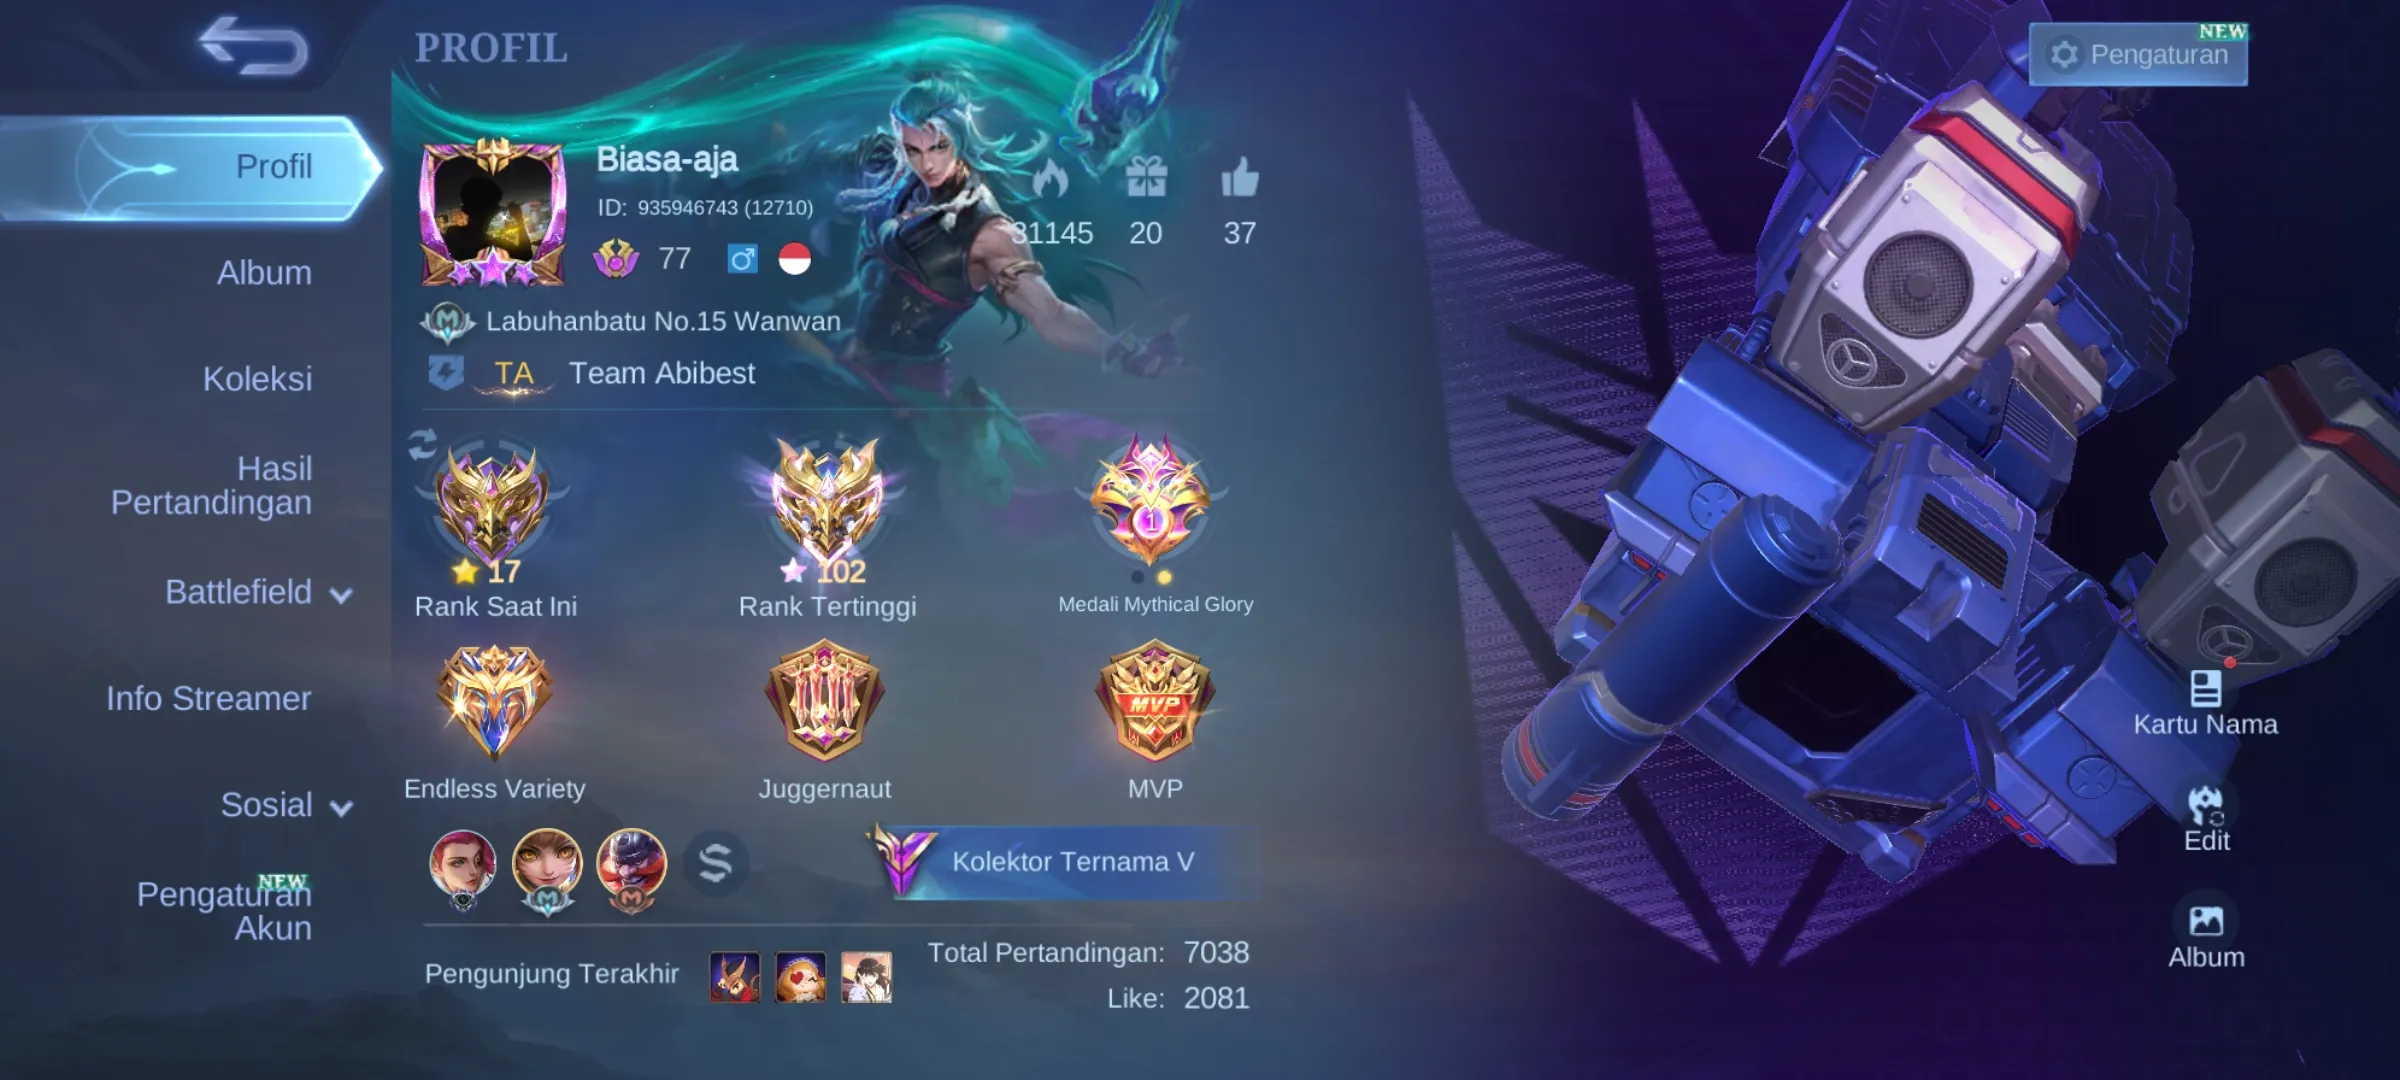 PROFIL
NEW
Pengaturan
Profil
Album
Koleksi
Hasil
Pertandingan
Battlefield
Info Streamer
Sosial
NEW
Pengaturan
Akun
Biasa-aja
ID: 935946743 (12710)
77
31145
20
37
M
Labuhanbatu No.15 Wanwan
TA
Team Abibest
17
Rank Saat Ini
102
Rank Tertinggi
1
Medali Mythical Glory
Endless Variety
Juggernaut
MVP
MVP
M
M
S
Kolektor Ternama V
Pengunjung Terakhir
Total Pertandingan: 7038
Like: 2081
Kartu Nama
Edit
Album